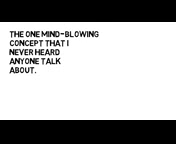 THE ONE MIND-BLOWING
CONCEPT THAT I
NEVER HEARD
ANYONE TALK
ABOUT.